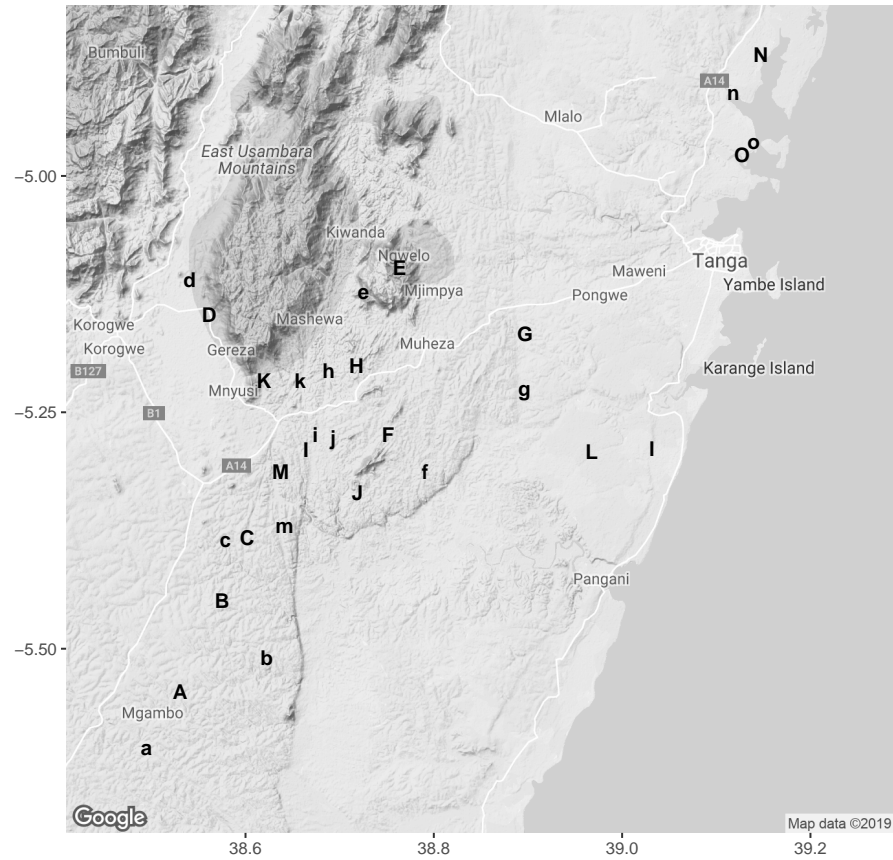 Bumbuli
N
A14
n
Mlalo
East Usambara
Mountains
o
O
-5.00
Kiwanda
Ngwelo
E
Tanga
Maweni
d
e
Mjimpya
Yambe Island
Pongwe
D
Mashewa
Korogwe
G
Muheza
Korogwe
Gereza
H
h
Karange Island
B127
K
k
Mnyusi
g
-5.25
B1
i
j
F
I
L
l
A14
M
f
J
m
c
C
Pangani
B
-5.50
b
A
Mgambo
a
Google
Map data ©2019
38.6
38.8
39.0
39.2